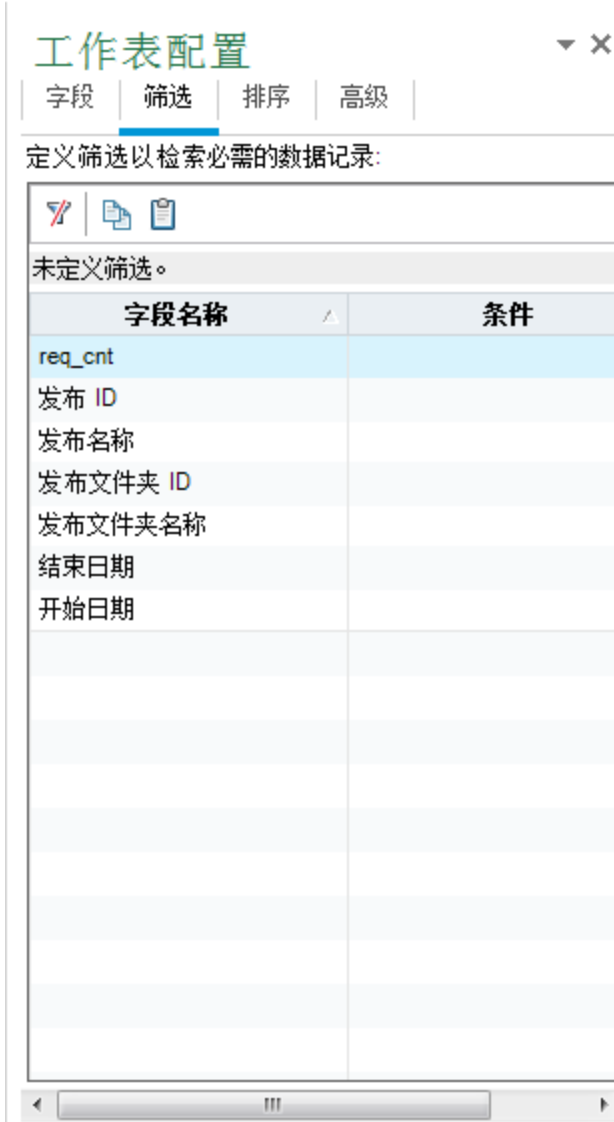 工作表配置
字段 筛选 排序 高级
定义筛选以检索必需的数据记录:
未定义筛选。
字段名称 条件
req_cnt
发布 ID
发布名称
发布文件夹 ID
发布文件夹名称
结束日期
开始日期